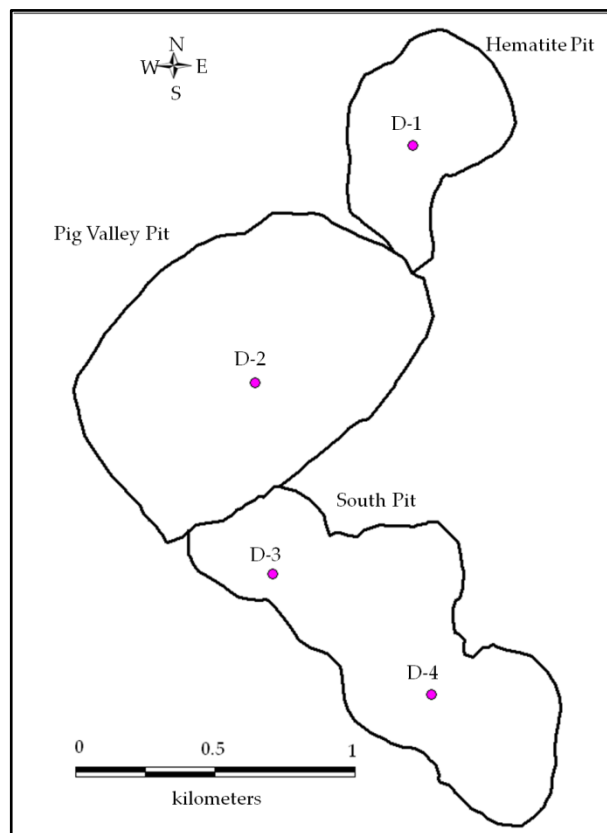 Hematite Pit
N
W E
S
D-1
Pig Valley Pit
D-2
South Pit
D-3
D-4
0 0.5 1
kilometers